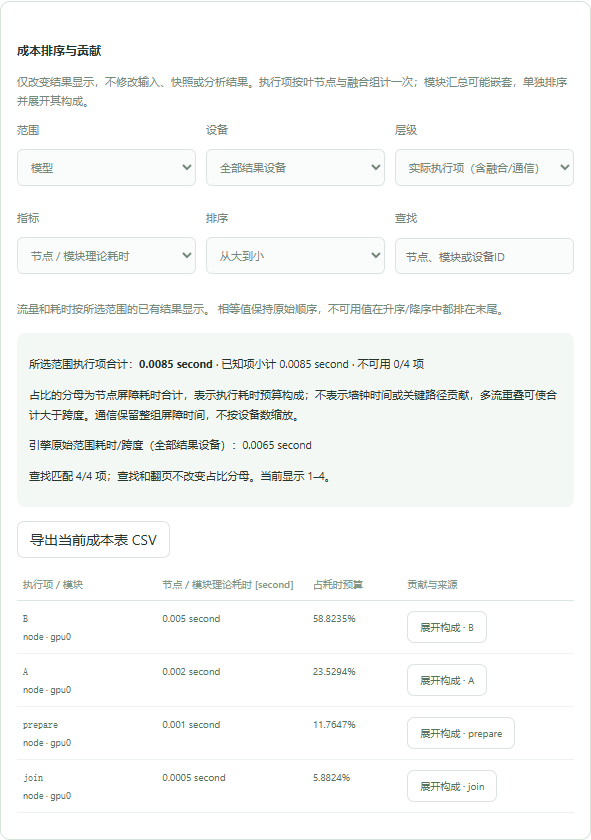 成本排序与贡献
仅改变结果显示，不修改输入、快照或分析结果。执行项按叶节点与融合组计一次；模块汇总可能嵌套，单独排序
并展开其构成。
范围
设备
层级
模型
全部结果设备
实际执行项（含融合/通信）
指标
排序
查找
节点 / 模块理论耗时
从大到小
节点、模块或设备ID
流量和耗时按所选范围的已有结果显示。 相等值保持原始顺序，不可用值在升序/降序中都排在末尾。
所选范围执行项合计：0.0085 second · 已知项小计 0.0085 second · 不可用 0/4 项
占比的分母为节点屏障耗时合计，表示执行耗时预算构成；不表示墙钟时间或关键路径贡献，多流重叠可使合
计大于跨度。通信保留整组屏障时间，不按设备数缩放。
引擎原始范围耗时/跨度（全部结果设备）：0.0065 second
查找匹配 4/4 项；查找和翻页不改变占比分母。当前显示 1–4。
导出当前成本表 CSV
执行项 / 模块
节点 / 模块理论耗时 [second]
占耗时预算
贡献与来源
B
node · gpu0
0.005 second
58.8235%
展开构成 · B
A
node · gpu0
0.002 second
23.5294%
展开构成 · A
prepare
node · gpu0
0.001 second
11.7647%
展开构成 · prepare
join
node · gpu0
0.0005 second
5.8824%
展开构成 · join